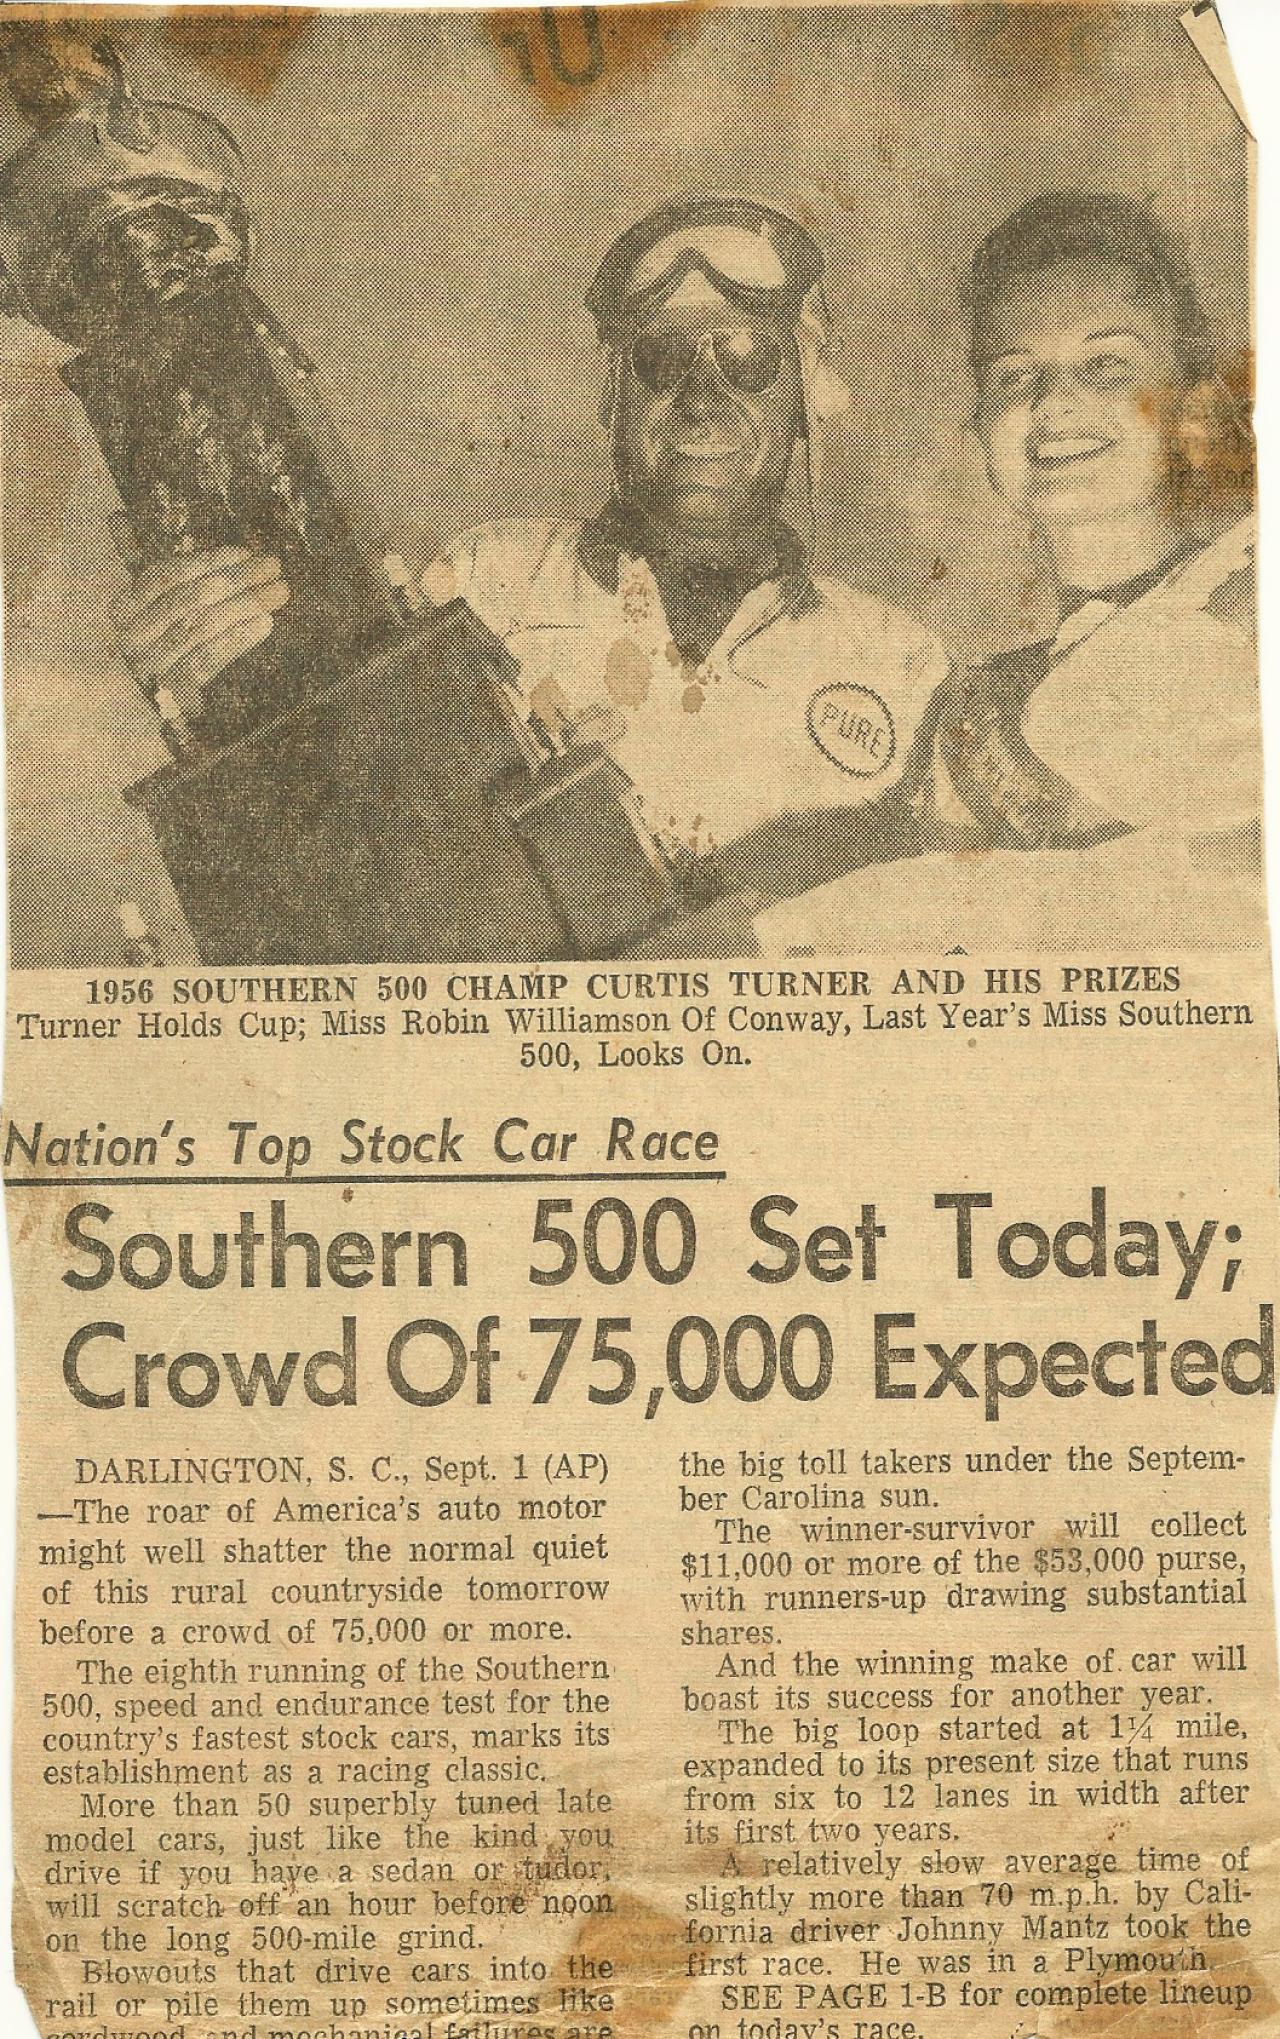 PURE
1956 SOUTHERN 500 CHAMP CURTIS TURNER AND HIS PRIZES
Turner Holds Cup; Miss Robin Williamson Of Conway, Last Year's Miss Southern
500, Looks On.
Nation's Top Stock Car Race
Southern 500 Set Today;
Crowd Of 75,000 Expected
DARLINGTON, S. C., Sept. 1 (AP)
—The roar of America's auto motor
might well shatter the normal quiet
of this rural countryside tomorrow
before a crowd of 75,000 or more.
The eighth running of the Southern
500, speed and endurance test for the
country's fastest stock cars, marks its
establishment as a racing classic.
More than 50 superbly tuned late
model cars, just like the kind you
drive if you have a sedan or tudor,
will scratch off an hour before noon
on the long 500-mile grind.
Blowouts that drive cars into the
rail or pile them up sometimes like
cordwood, and mechanical failures are
the big toll takers under the Septem-
ber Carolina sun.
The winner-survivor will collect
$11,000 or more of the $53,000 purse,
with runners-up drawing substantial
shares.
And the winning make of car will
boast its success for another year.
The big loop started at 1¼ mile,
expanded to its present size that runs
from six to 12 lanes in width after
its first two years.
A relatively slow average time of
slightly more than 70 m.p.h. by Cali-
fornia driver Johnny Mantz took the
first race. He was in a Plymouth.
SEE PAGE 1-B for complete lineup
on today's race.